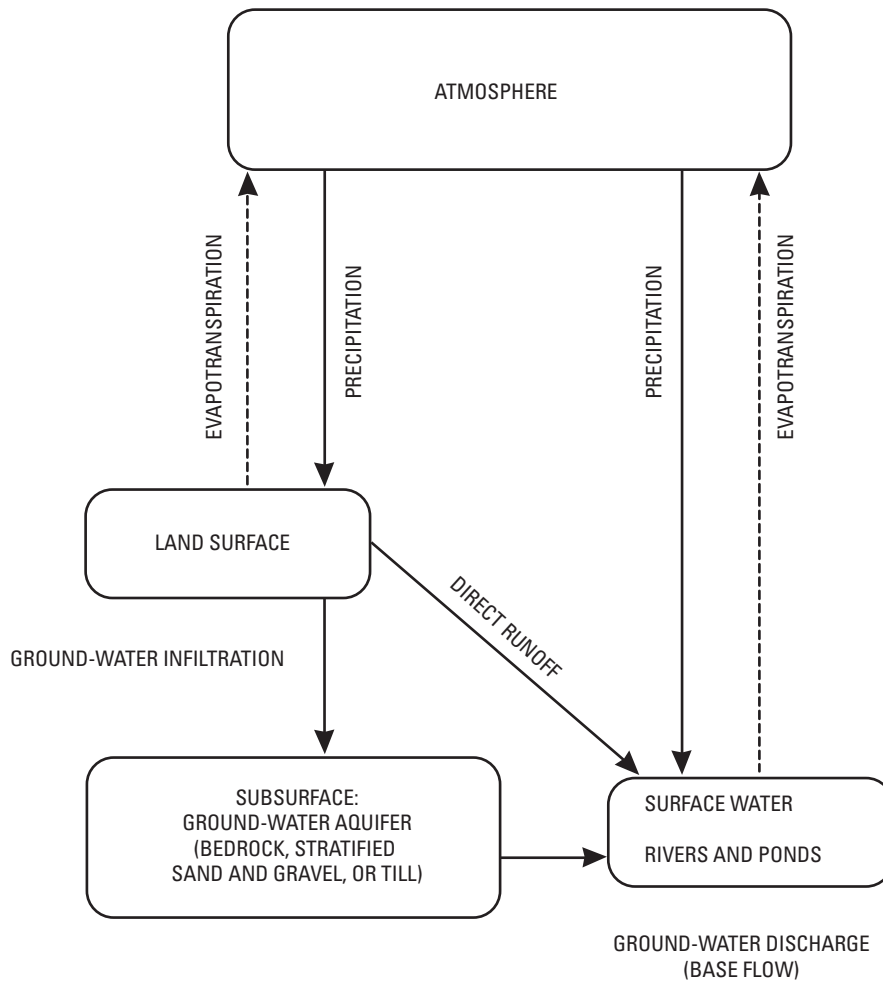 ATMOSPHERE
EVAPOTRANSPIRATION
PRECIPITATION
PRECIPITATION
EVAPOTRANSPIRATION
LAND SURFACE
DIRECT RUNOFF
GROUND-WATER INFILTRATION
SUBSURFACE:
GROUND-WATER AQUIFER
(BEDROCK, STRATIFIED
SAND AND GRAVEL, OR TILL)
SURFACE WATER
RIVERS AND PONDS
GROUND-WATER DISCHARGE
(BASE FLOW)